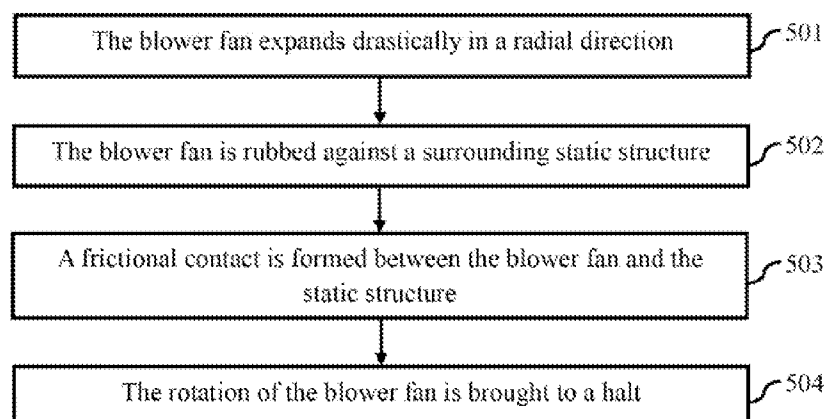 The blower fan expands drastically in a radial direction
501
The blower fan is rubbed against a surrounding static structure
502
A frictional contact is formed between the blower fan and the
static structure
503
The rotation of the blower fan is brought to a halt
504